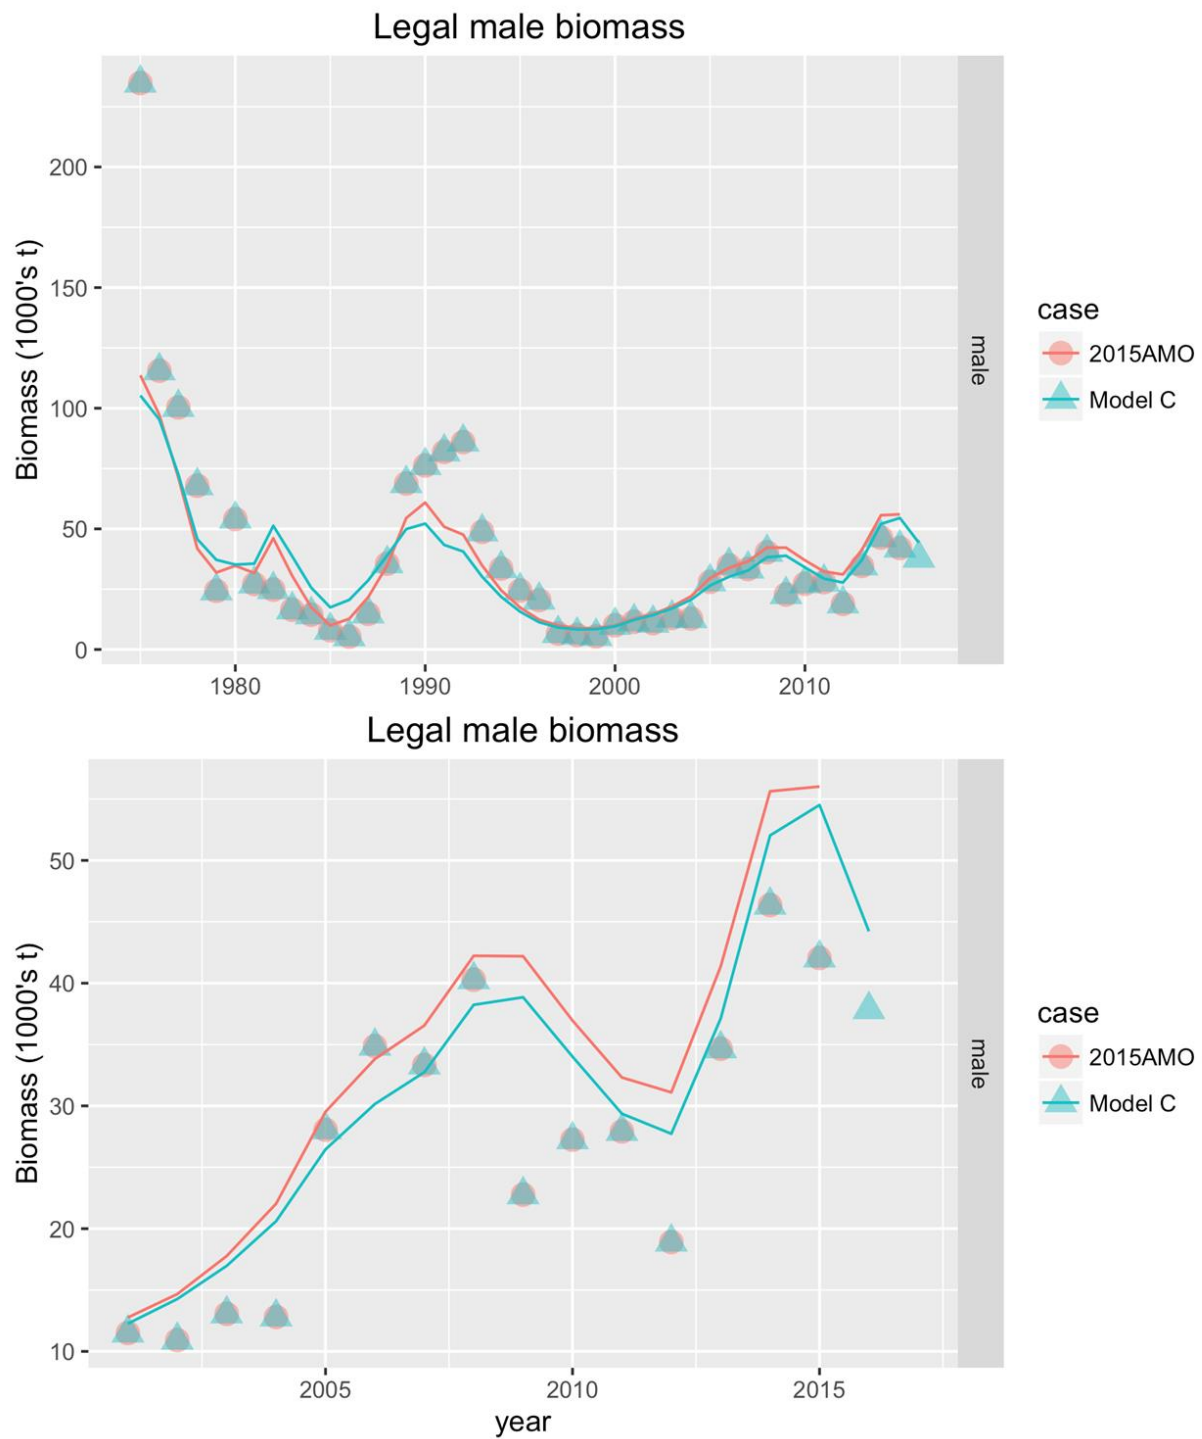 Legal male biomass
200
150
100
50
0
Biomass (1000's t)
male
1980 1990 2000 2010
case
2015AMO
Model C
Legal male biomass
50
40
30
20
10
Biomass (1000's t)
male
2005 2010 2015
year
case
2015AMO
Model C